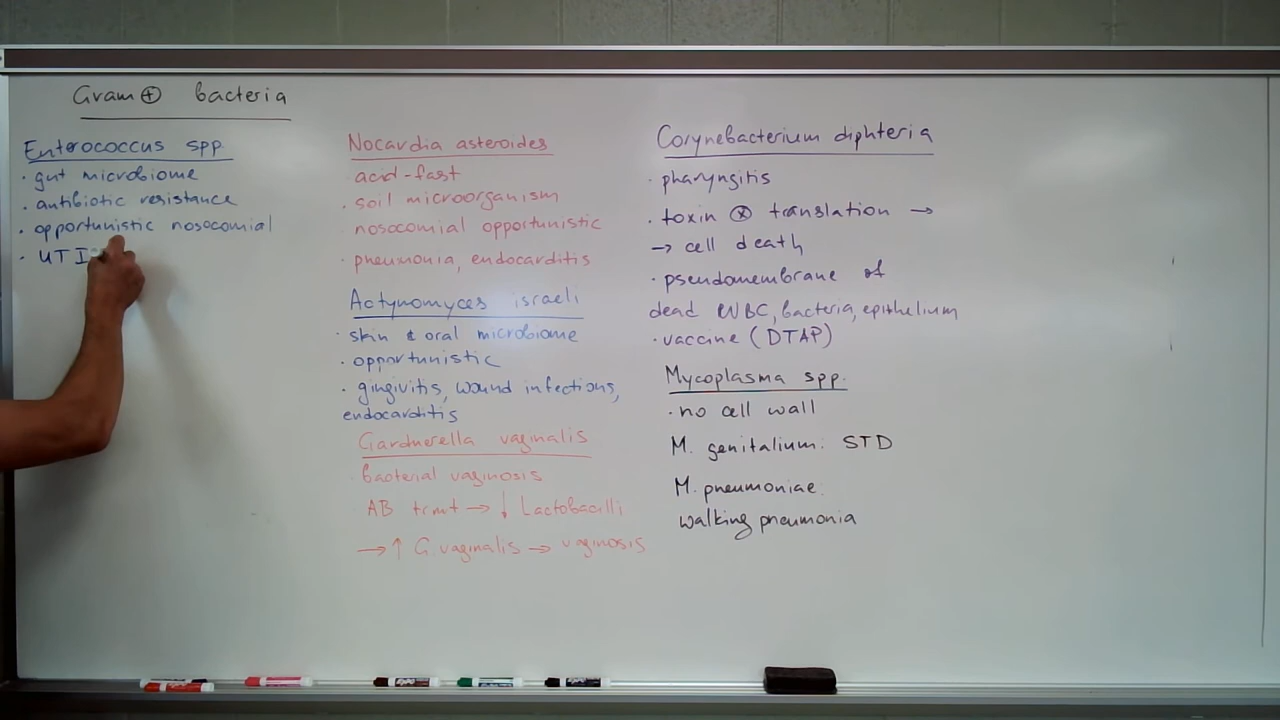 Gram⊕ bacteria
Enterococcus spp.
· gut microbiome
· antibiotic resistance
· opportunistic nosocomial
· UTI
Nocardia asteroides
acid-fast
· soil microorganism
nosocomial opportunistic
· pneumonia, endocarditis
Actynomyces israeli
· skin & oral microbiome
· opportunistic
· gingivitis, wound infections,
endocarditis
Gardnerella vaginalis
bacterial vaginosis
AB trmt → ↓ Lactobacilli
→ ↑ G. vaginalis → vaginosis
Corynebacterium diphteria
· pharyngitis
· toxin ⊗ translation →
→ cell death
· pseudomembrane of
dead WBC, bacteria, epithelium
· vaccine (DTAP)
Mycoplasma spp.
· no cell wall
M. genitalium: STD
M. pneumoniae:
walking pneumonia